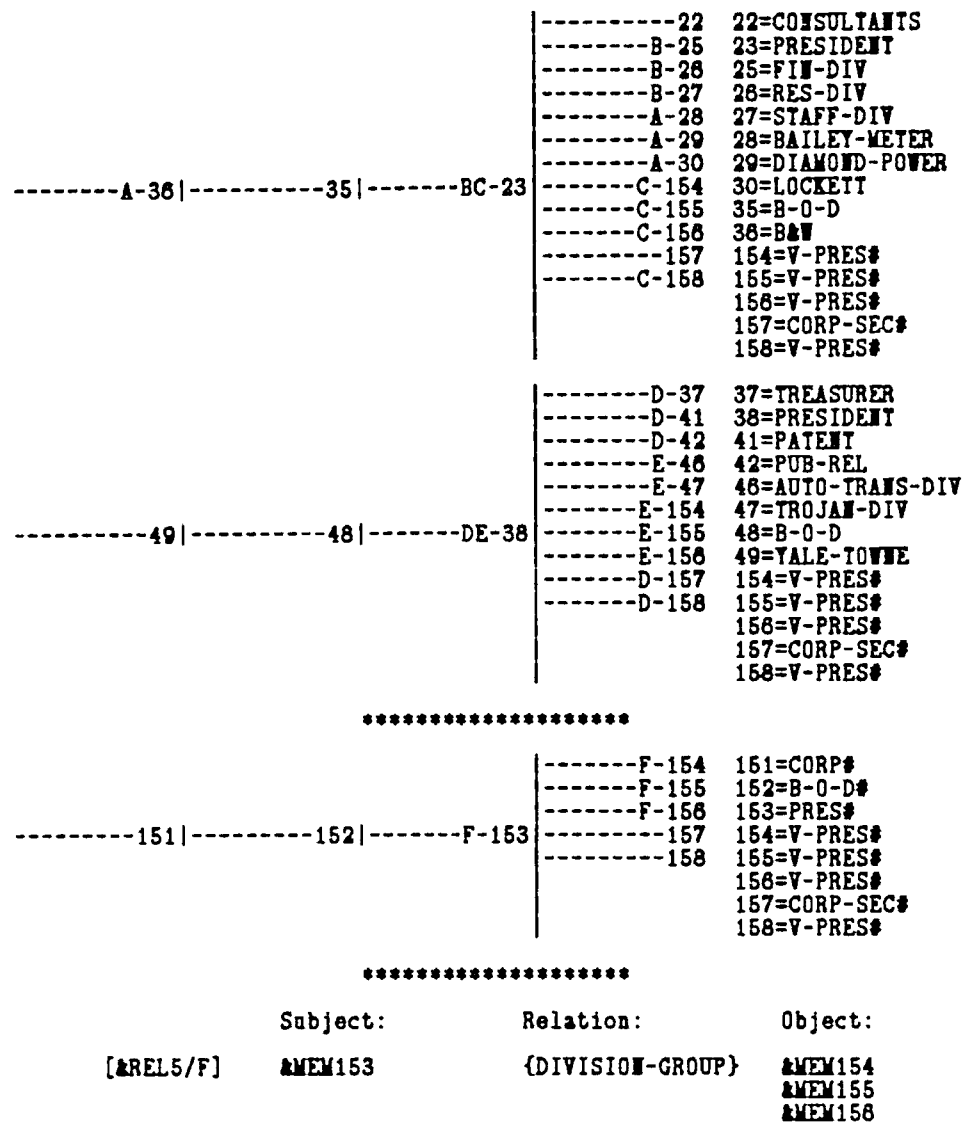 ----------22 22=CONSULTANTS
--------B-25 23=PRESIDENT
--------B-26 25=FIN-DIV
--------B-27 26=RES-DIV
--------A-28 27=STAFF-DIV
--------A-29 28=BAILEY-METER
--------A-30 29=DIAMOND-POWER
--------A-36|----------35|-------BC-23|-------C-154 30=LOCKETT
-------C-155 35=B-O-D
-------C-156 36=B&W
---------157 154=V-PRES#
-------C-158 155=V-PRES#
156=V-PRES#
157=CORP-SEC#
158=V-PRES#
--------D-37 37=TREASURER
--------D-41 38=PRESIDENT
--------D-42 41=PATENT
--------E-46 42=PUB-REL
--------E-47 46=AUTO-TRANS-DIV
-------E-154 47=TROJAN-DIV
----------49|----------48|-------DE-38|-------E-155 48=B-O-D
-------E-156 49=YALE-TOWNE
-------D-157 154=V-PRES#
-------D-158 155=V-PRES#
156=V-PRES#
157=CORP-SEC#
158=V-PRES#
********************
-------F-154 151=CORP#
-------F-155 152=B-O-D#
-------F-156 153=PRES#
---------151|---------152|-------F-153|---------157 154=V-PRES#
---------158 155=V-PRES#
156=V-PRES#
157=CORP-SEC#
158=V-PRES#
********************
Subject: Relation: Object:
[&REL5/F] &MEM153 {DIVISION-GROUP} &MEM154
&MEM155
&MEM156